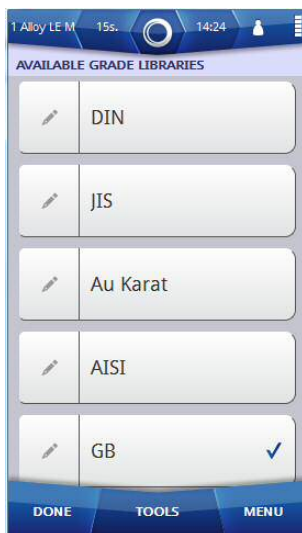 1 Alloy LE M 15s. 14:24
AVAILABLE GRADE LIBRARIES
DIN
JIS
Au Karat
AISI
GB
DONE TOOLS MENU